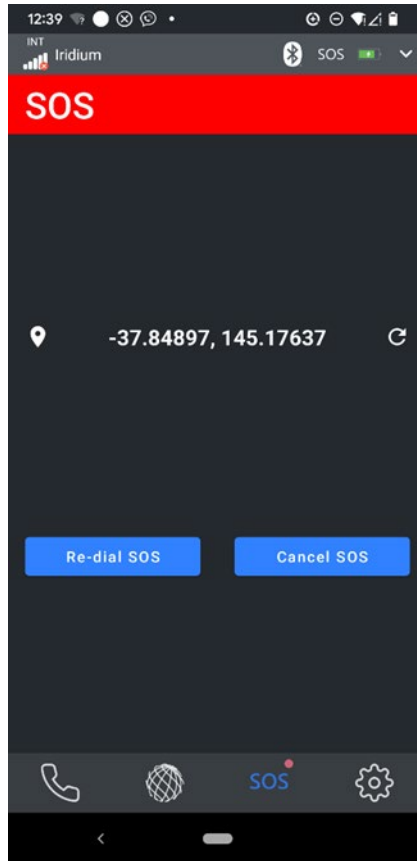 12:39
INT
Iridium
SOS
SOS
-37.84897, 145.17637
Re-dial SOS
Cancel SOS
SOS